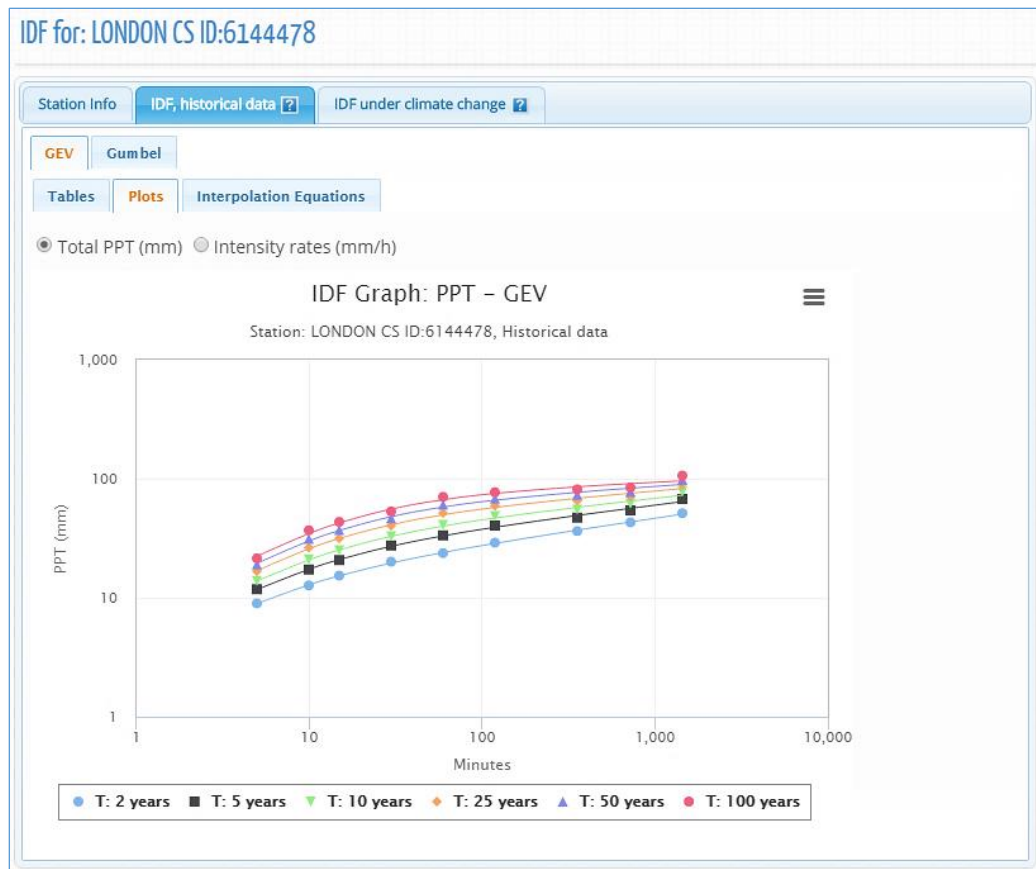 IDF for: LONDON CS ID:6144478
Station Info IDF, historical data ? IDF under climate change ?
GEV Gumbel
Tables Plots Interpolation Equations
Total PPT (mm) Intensity rates (mm/h)
IDF Graph: PPT – GEV
Station: LONDON CS ID:6144478, Historical data
1,000
100
10
1
PPT (mm)
1 10 100 1,000 10,000
Minutes
T: 2 years T: 5 years T: 10 years T: 25 years T: 50 years T: 100 years